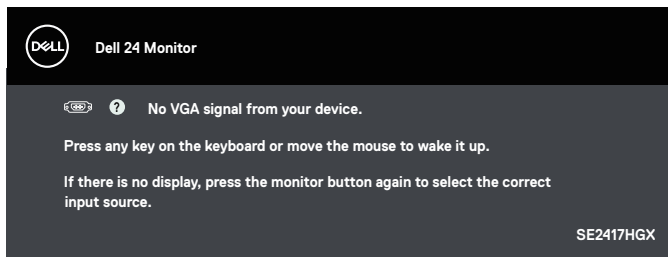 DELL
Dell 24 Monitor
? No VGA signal from your device.
Press any key on the keyboard or move the mouse to wake it up.
If there is no display, press the monitor button again to select the correct
input source.
SE2417HGX